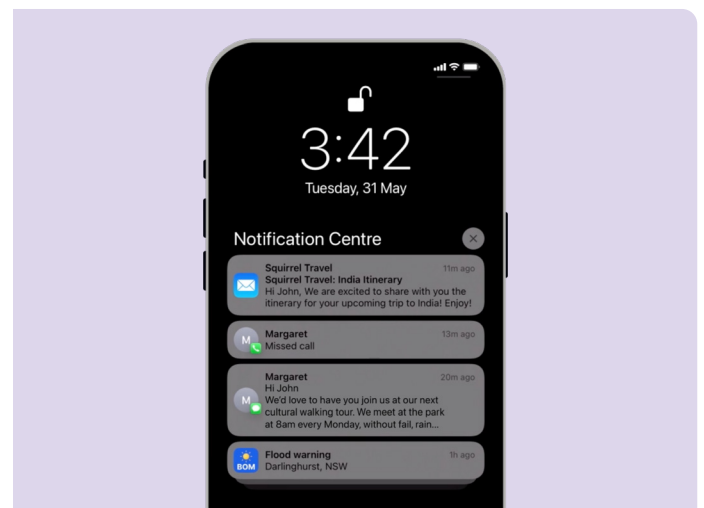 3:42
Tuesday, 31 May
Notification Centre
Squirrel Travel 11m ago
Squirrel Travel: India Itinerary
Hi John, We are excited to share with you the
itinerary for your upcoming trip to India! Enjoy!
M
Margaret 13m ago
Missed call
Margaret 20m ago
Hi John
M
We'd love to have you join us at our next
cultural walking tour. We meet at the park
at 8am every Monday, without fail, rain...
Flood warning 1h ago
BOM
Darlinghurst, NSW